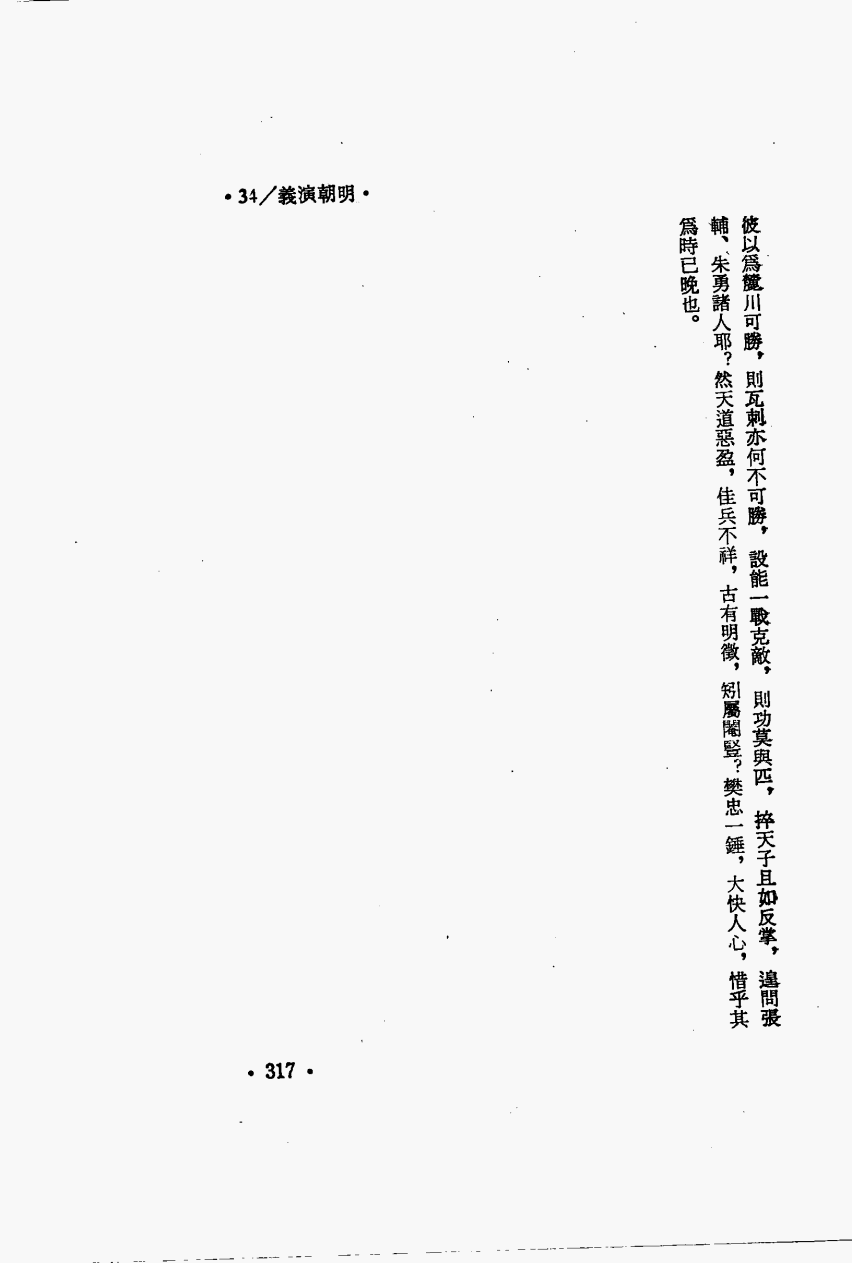 •34／義演朝明•
彼以爲麓川可勝，則瓦剌亦何不可勝，設能一戰克敵，則功莫與匹，捽天子且如反掌，遑問張
輔、朱勇諸人耶？然天道惡盈，佳兵不祥，古有明徵，矧屬閹豎？樊忠一錘，大快人心，惜乎其
爲時已晚也。
• 317 •